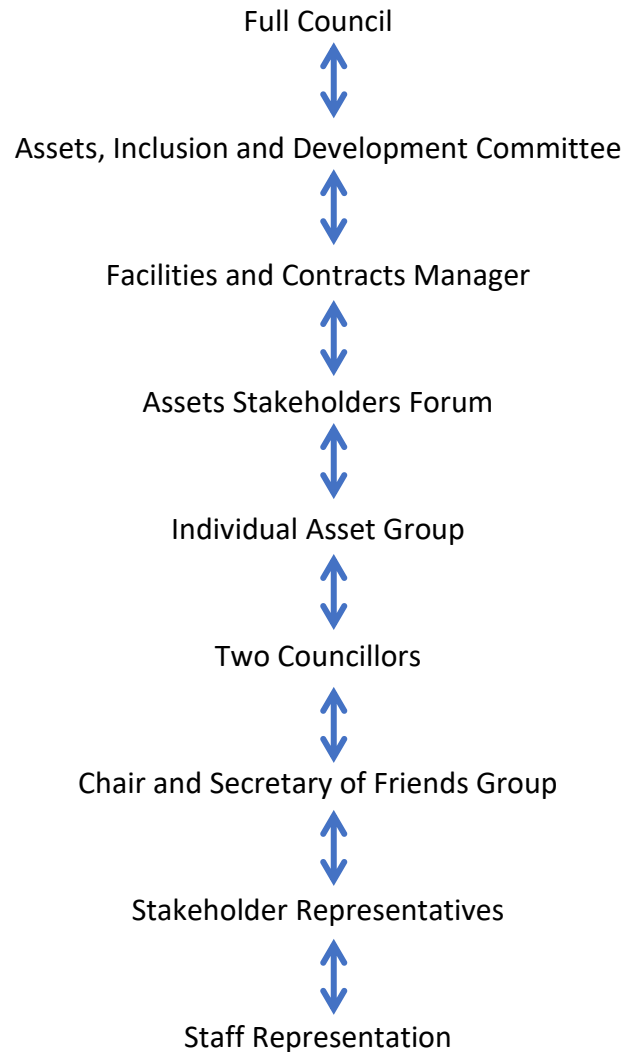 Full Council
Assets, Inclusion and Development Committee
Facilities and Contracts Manager
Assets Stakeholders Forum
Individual Asset Group
Two Councillors
Chair and Secretary of Friends Group
Stakeholder Representatives
Staff Representation